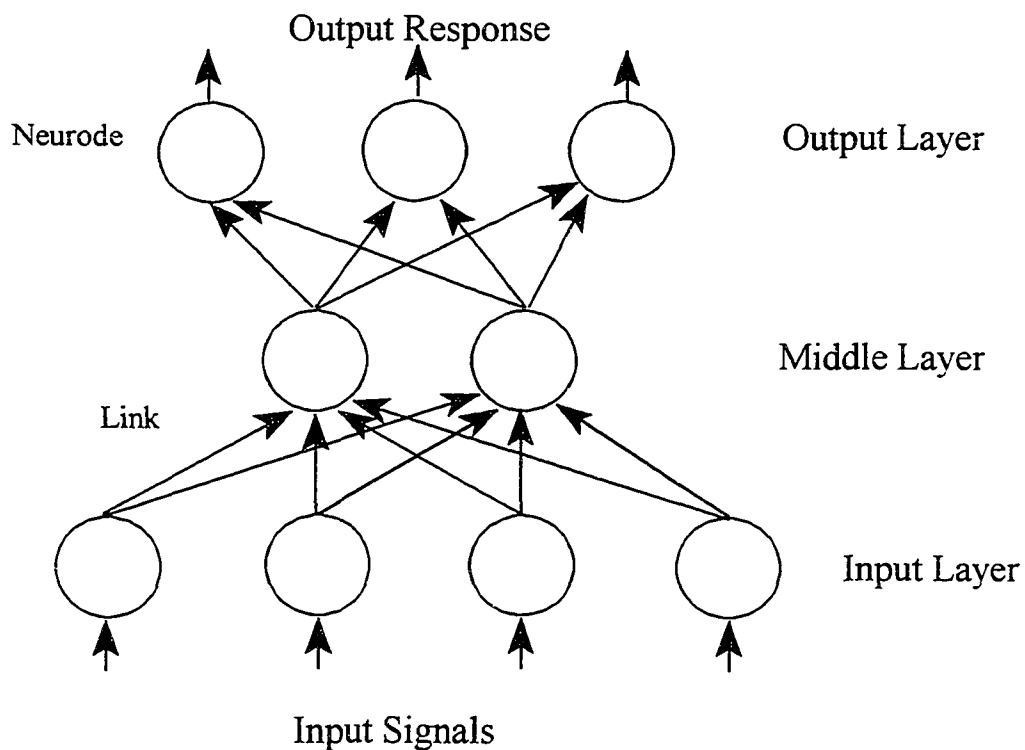 Output Response
Neurode
Output Layer
Middle Layer
Link
Input Layer
Input Signals